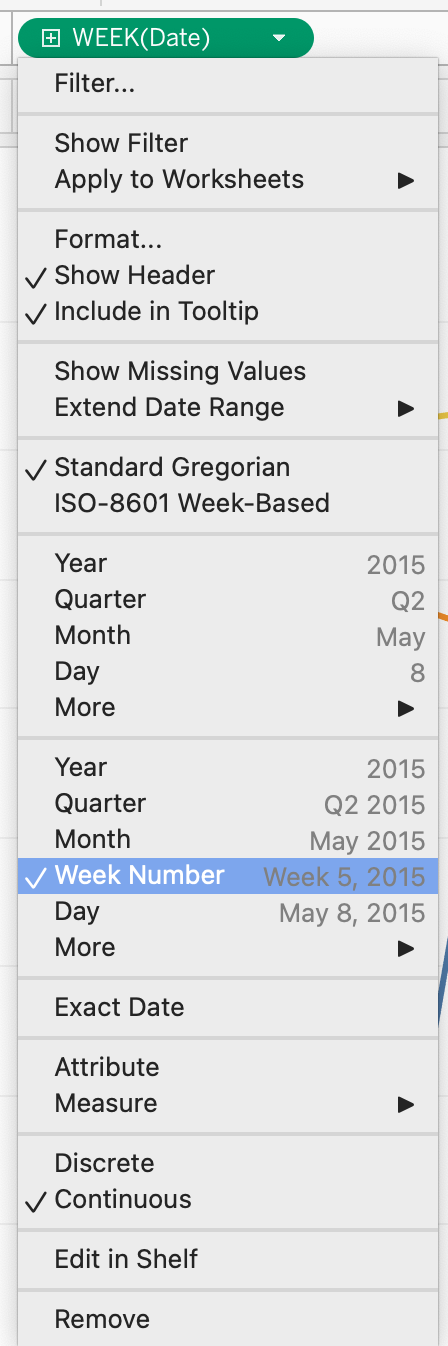 WEEK(Date)
Filter...
Show Filter
Apply to Worksheets
Format...
Show Header
Include in Tooltip
Show Missing Values
Extend Date Range
Standard Gregorian
ISO-8601 Week-Based
Year 2015
Quarter Q2
Month May
Day 8
More
Year 2015
Quarter Q2 2015
Month May 2015
Week Number Week 5, 2015
Day May 8, 2015
More
Exact Date
Attribute
Measure
Discrete
Continuous
Edit in Shelf
Remove